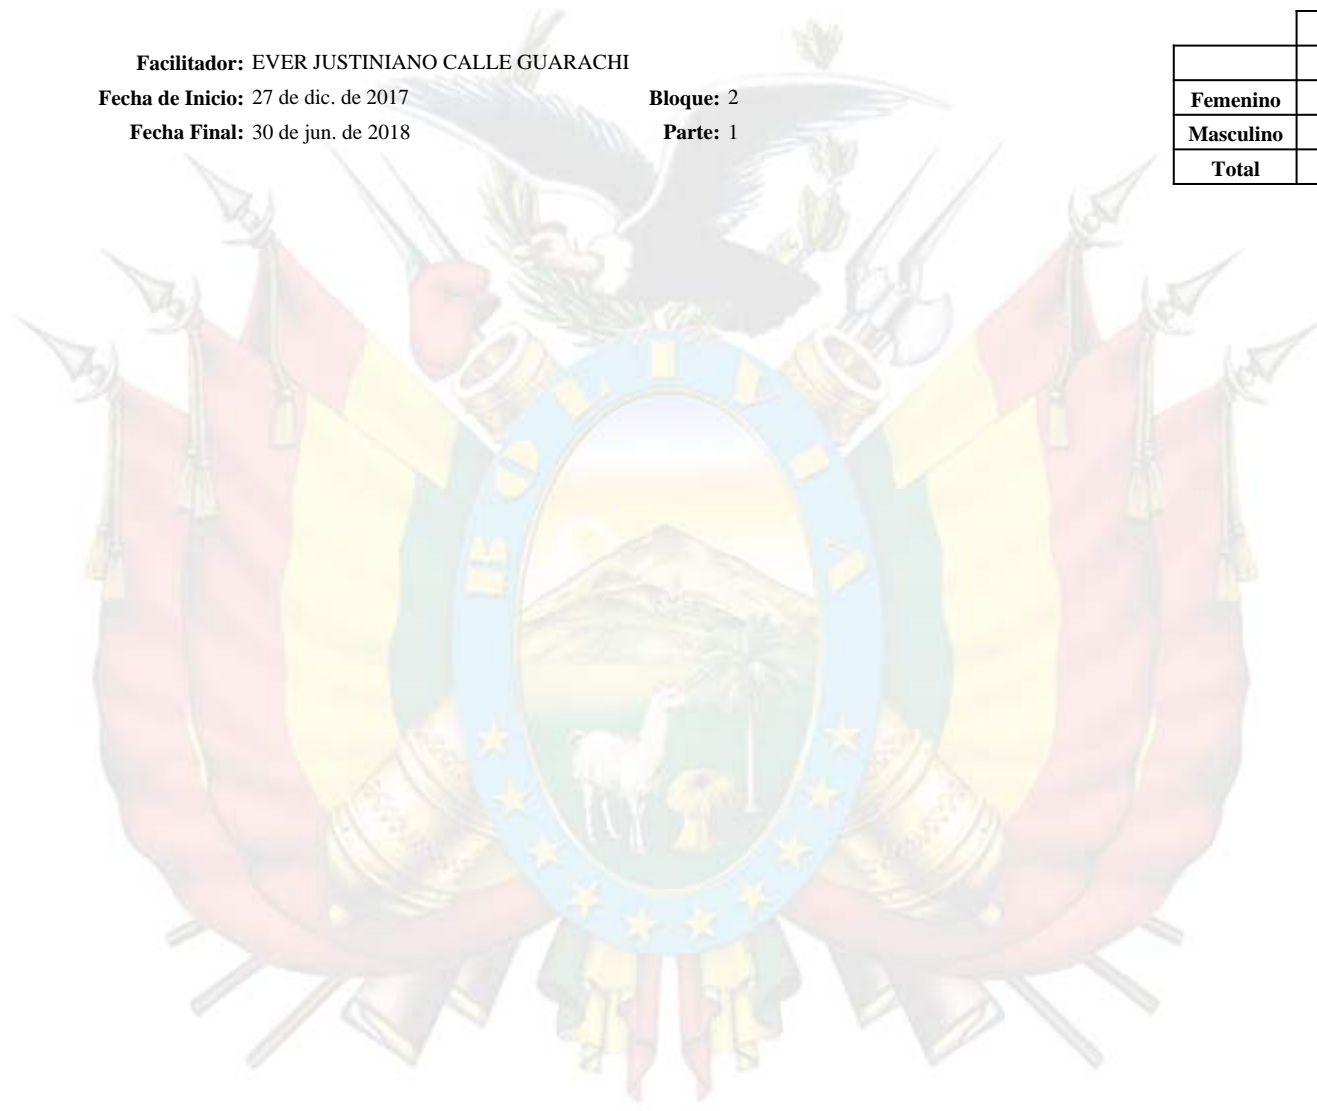 Facilitador: EVER JUSTINIANO CALLE GUARACHI
Fecha de Inicio: 27 de dic. de 2017 Bloque: 2
Fecha Final: 30 de jun. de 2018 Parte: 1
Femenino
Masculino
Total
BOLIVIA